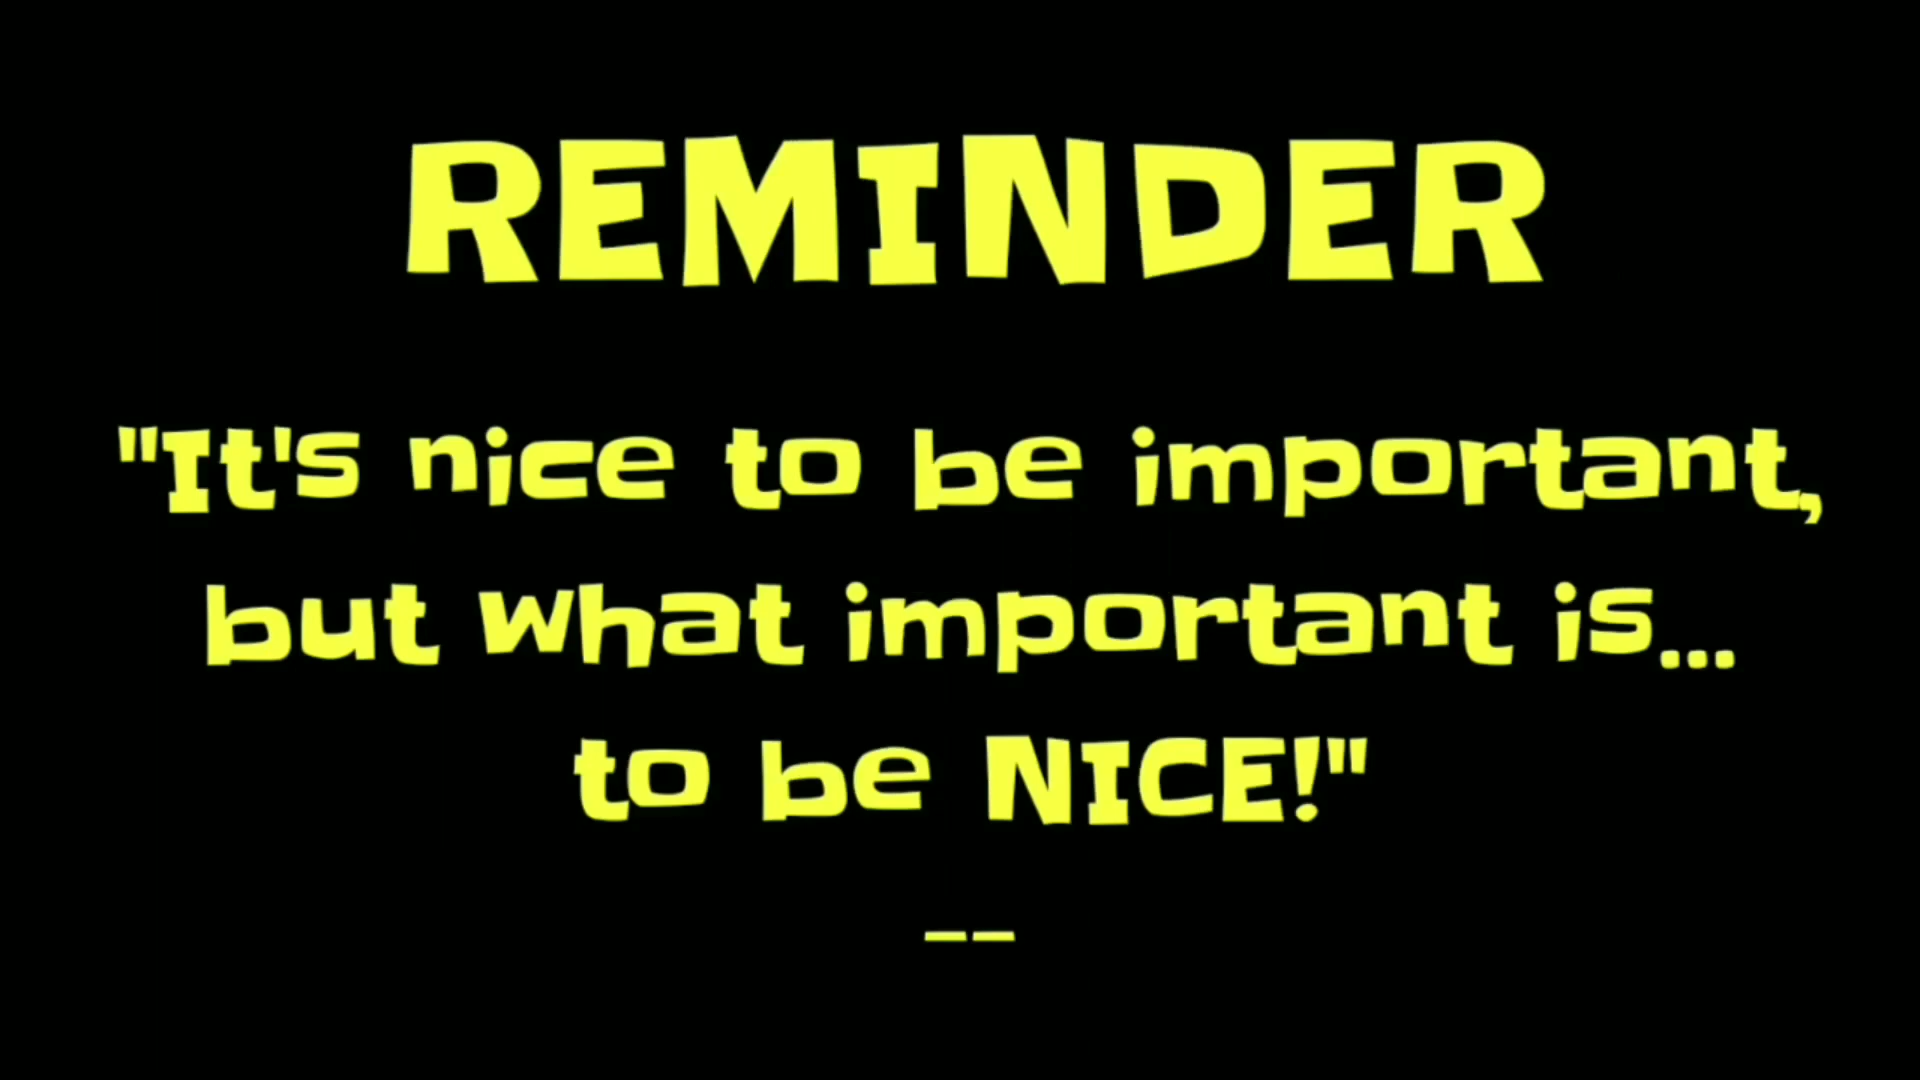 REMINDER
"It's nice to be important,
but what important is...
to be NICE!"
--